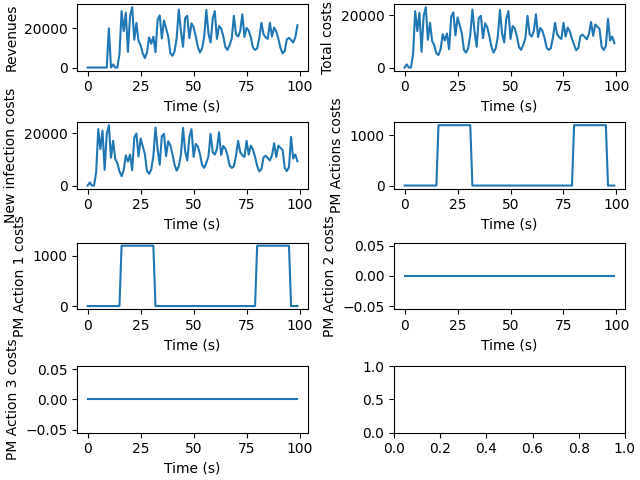 Revenues
20000
0
0 25 50 75 100
Time (s)
Total costs
20000
0
0 25 50 75 100
Time (s)
New infection costs
20000
0
0 25 50 75 100
Time (s)
PM Actions costs
1000
0
0 25 50 75 100
Time (s)
PM Action 1 costs
1000
0
0 25 50 75 100
Time (s)
PM Action 2 costs
0.05
0.00
−0.05
0 25 50 75 100
Time (s)
PM Action 3 costs
0.05
0.00
−0.05
0 25 50 75 100
Time (s)
1.0
0.5
0.0
0.0 0.2 0.4 0.6 0.8 1.0